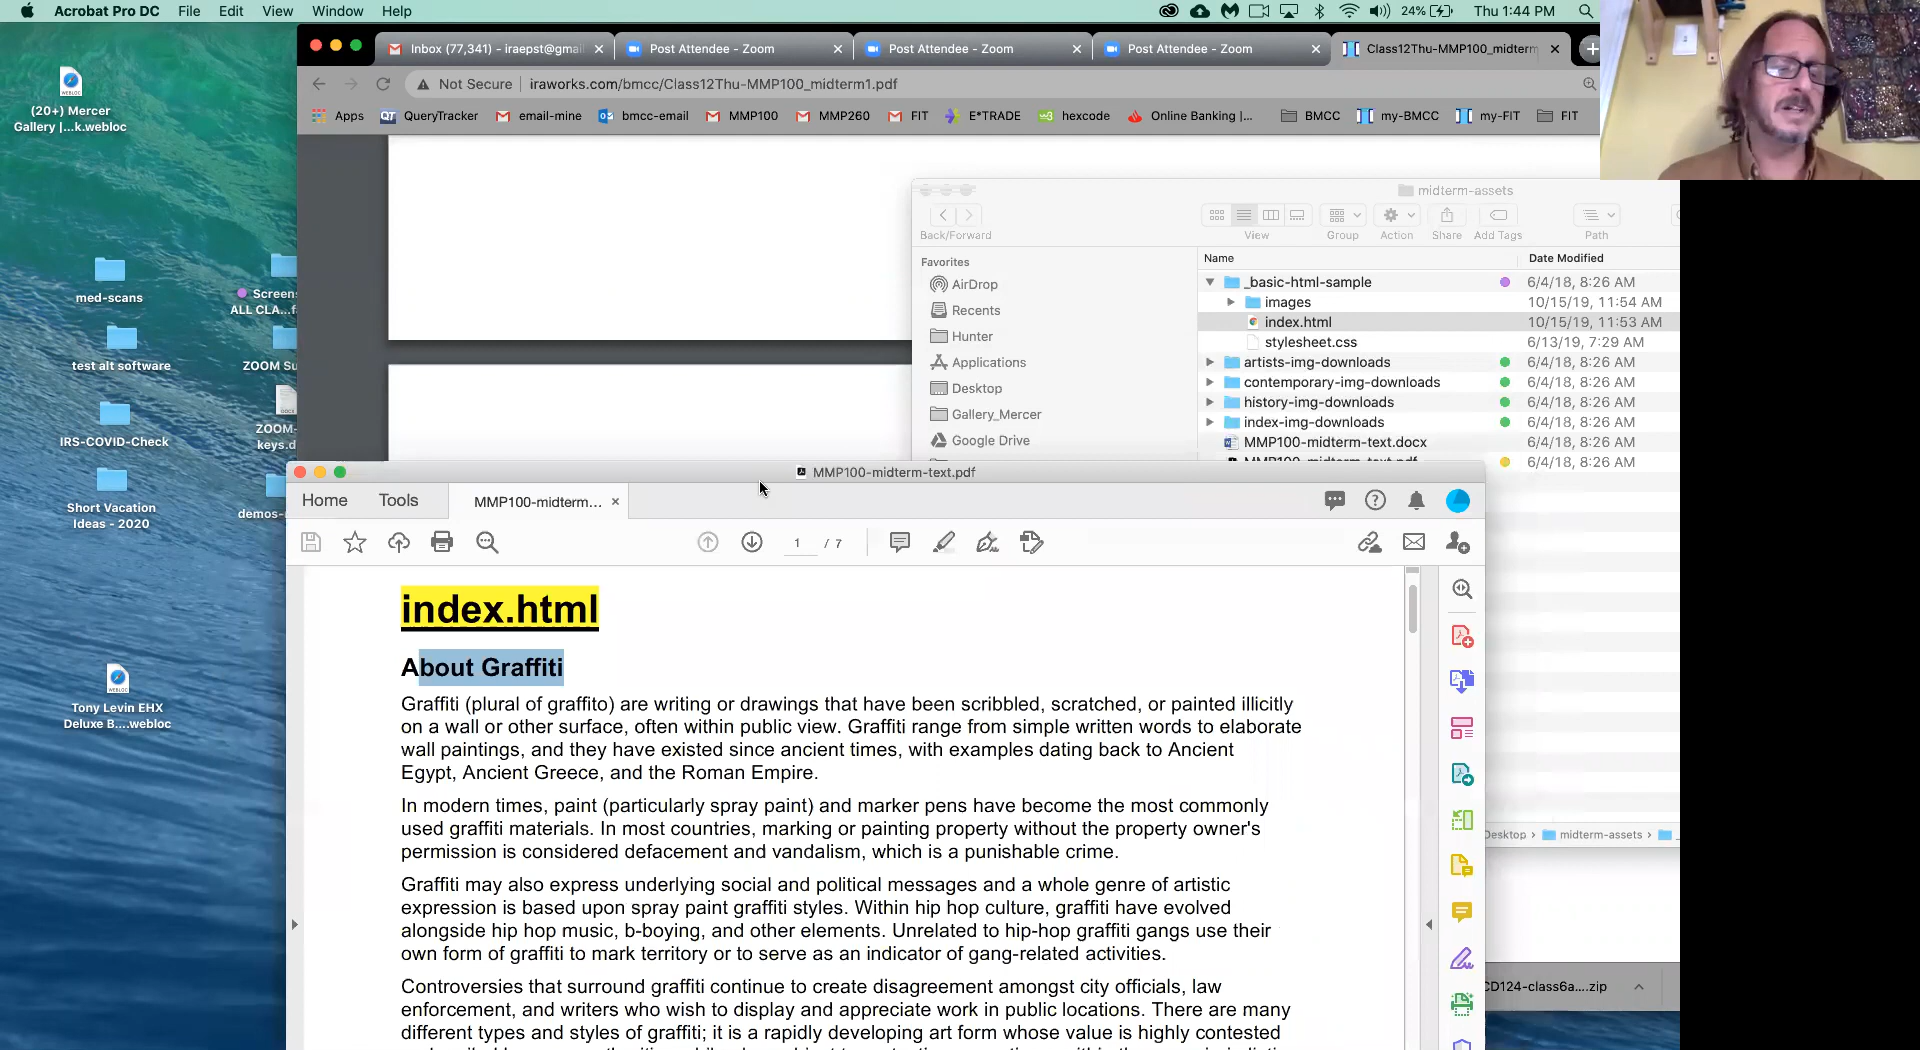 Acrobat Pro DC File Edit View Window Help
24% Thu 1:44 PM
Inbox (77,341) - iraepst@gmai
Post Attendee - Zoom
Post Attendee - Zoom
Post Attendee - Zoom
Class12Thu-MMP100_midterm
Not Secure iraworks.com/bmcc/Class12Thu-MMP100_midterm1.pdf
Apps QueryTracker email-mine bmcc-email MMP100 MMP260 FIT E*TRADE hexcode Online Banking |... BMCC my-BMCC my-FIT FIT
(20+) Mercer
Gallery |...k.webloc
med-scans
Screens
ALL CLA...f
test alt software
ZOOM Su
IRS-COVID-Check
ZOOM-
keys.d
Short Vacation
Ideas - 2020
demos-
Tony Levin EHX
Deluxe B....webloc
midterm-assets
Back/Forward View Group Action Share Add Tags Path
Favorites
AirDrop
Recents
Hunter
Applications
Desktop
Gallery_Mercer
Google Drive
Name Date Modified
_basic-html-sample 6/4/18, 8:26 AM
images 10/15/19, 11:54 AM
index.html 10/15/19, 11:53 AM
stylesheet.css 6/13/19, 7:29 AM
artists-img-downloads 6/4/18, 8:26 AM
contemporary-img-downloads 6/4/18, 8:26 AM
history-img-downloads 6/4/18, 8:26 AM
index-img-downloads 6/4/18, 8:26 AM
MMP100-midterm-text.docx 6/4/18, 8:26 AM
MMP100-midterm-text.pdf 6/4/18, 8:26 AM
Desktop › midterm-assets ›
CD124-class6a....zip
MMP100-midterm-text.pdf
Home Tools MMP100-midterm...
1 / 7
index.html
About Graffiti
Graffiti (plural of graffito) are writing or drawings that have been scribbled, scratched, or painted illicitly
on a wall or other surface, often within public view. Graffiti range from simple written words to elaborate
wall paintings, and they have existed since ancient times, with examples dating back to Ancient
Egypt, Ancient Greece, and the Roman Empire.
In modern times, paint (particularly spray paint) and marker pens have become the most commonly
used graffiti materials. In most countries, marking or painting property without the property owner's
permission is considered defacement and vandalism, which is a punishable crime.
Graffiti may also express underlying social and political messages and a whole genre of artistic
expression is based upon spray paint graffiti styles. Within hip hop culture, graffiti have evolved
alongside hip hop music, b-boying, and other elements. Unrelated to hip-hop graffiti gangs use their
own form of graffiti to mark territory or to serve as an indicator of gang-related activities.
Controversies that surround graffiti continue to create disagreement amongst city officials, law
enforcement, and writers who wish to display and appreciate work in public locations. There are many
different types and styles of graffiti; it is a rapidly developing art form whose value is highly contested